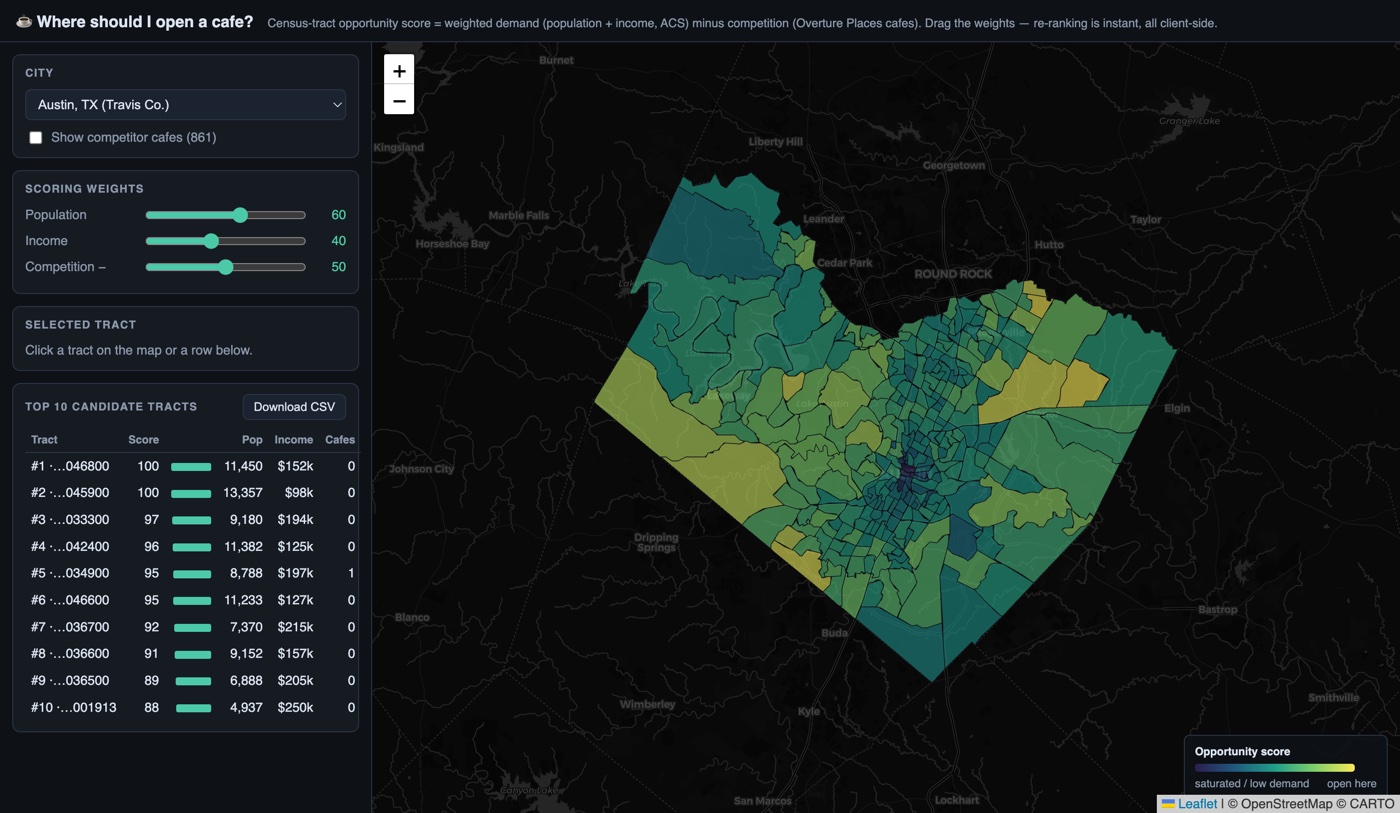 ☕ Where should I open a cafe?
Census-tract opportunity score = weighted demand (population + income, ACS) minus competition (Overture Places cafes). Drag the weights — re-ranking is instant, all client-side.
CITY
Austin, TX (Travis Co.)
Show competitor cafes (861)
SCORING WEIGHTS
Population 60
Income 40
Competition – 50
SELECTED TRACT
Click a tract on the map or a row below.
TOP 10 CANDIDATE TRACTS
Download CSV
Tract Score Pop Income Cafes
#1 ·…046800 100 11,450 $152k 0
#2 ·…045900 100 13,357 $98k 0
#3 ·…033300 97 9,180 $194k 0
#4 ·…042400 96 11,382 $125k 0
#5 ·…034900 95 8,788 $197k 1
#6 ·…046600 95 11,233 $127k 0
#7 ·…036700 92 7,370 $215k 0
#8 ·…036600 91 9,152 $157k 0
#9 ·…036500 89 6,888 $205k 0
#10 ·…001913 88 4,937 $250k 0
+
−
Burnet
Granger Lake
Kingsland
Liberty Hill
Georgetown
Marble Falls
Leander
Taylor
Horseshoe Bay
Hutto
Cedar Park
ROUND ROCK
Elgin
Johnson City
Dripping
Springs
Bastrop
Blanco
Buda
Wimberley
Kyle
Smithville
Canyon Lake
San Marcos
Lockhart
Opportunity score
saturated / low demand open here
Leaflet | © OpenStreetMap © CARTO